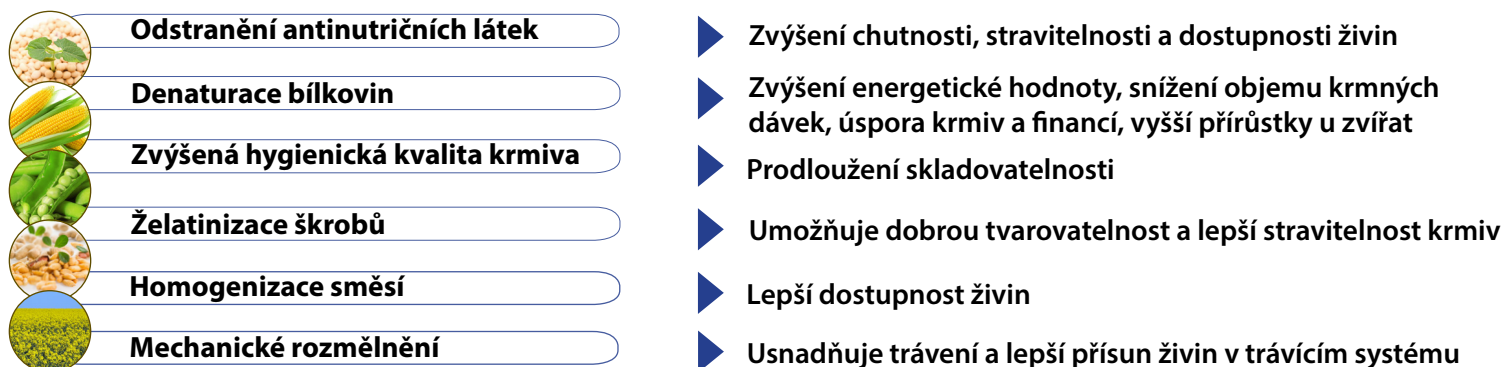 Odstranění antinutričních látek
Zvýšení chutnosti, stravitelnosti a dostupnosti živin
Denaturace bílkovin
Zvýšení energetické hodnoty, snížení objemu krmných
dávek, úspora krmiv a financí, vyšší přírůstky u zvířat
Zvýšená hygienická kvalita krmiva
Prodloužení skladovatelnosti
Želatinizace škrobů
Umožňuje dobrou tvarovatelnost a lepší stravitelnost krmiv
Homogenizace směsí
Lepší dostupnost živin
Mechanické rozmělnění
Usnadňuje trávení a lepší přísun živin v trávícím systému